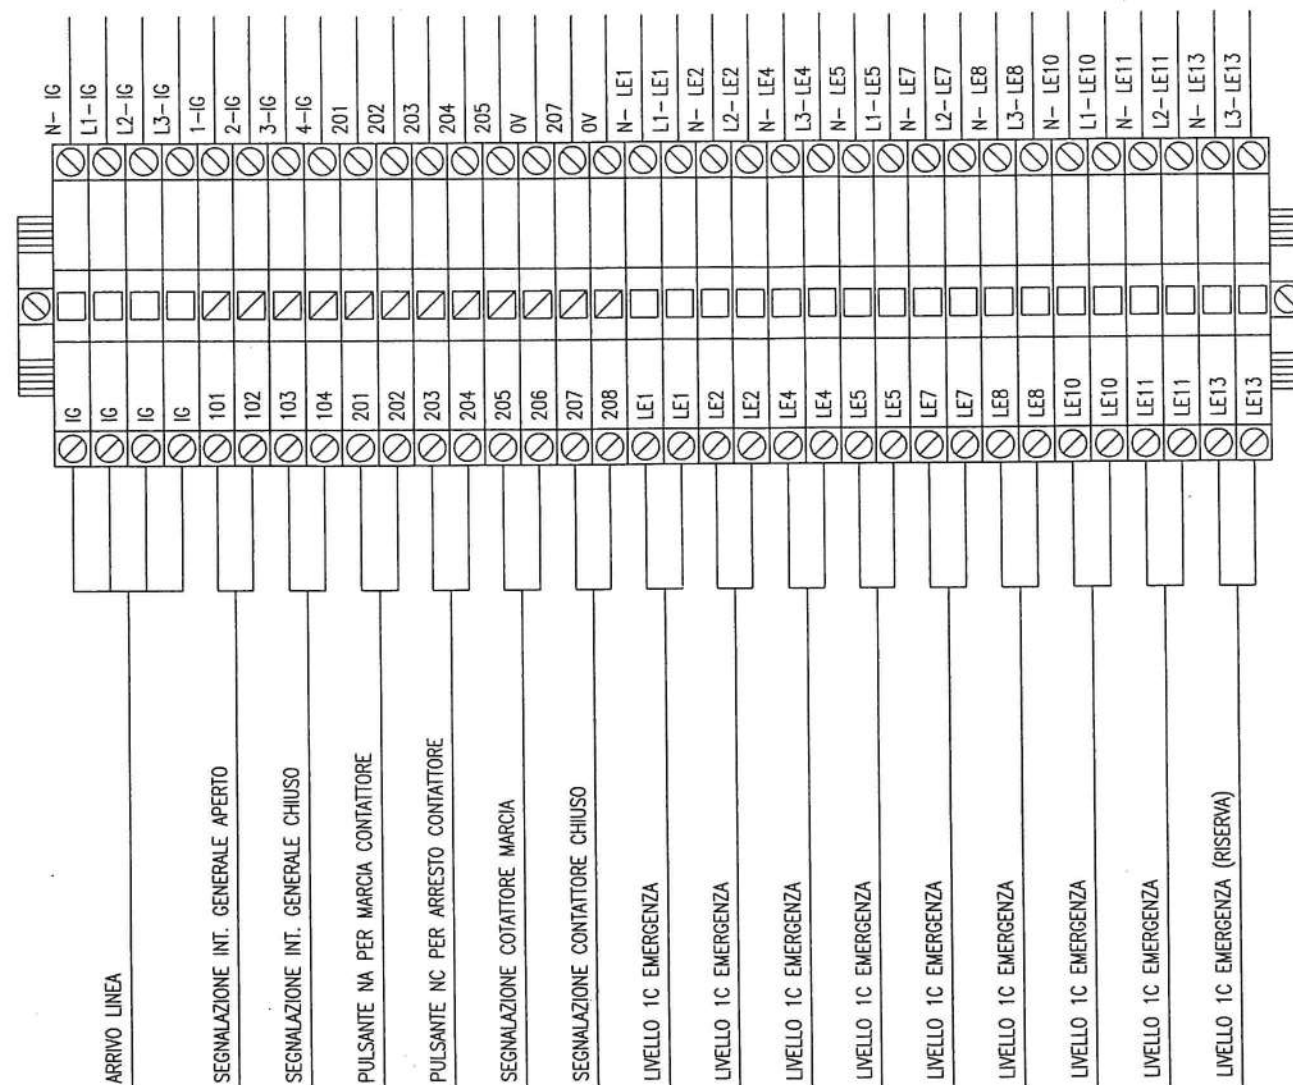 N- IG
L1-IG
L2-IG
L3-IG
1-IG
2-IG
3-IG
4-IG
201
202
203
204
205
0V
207
0V
N- LE1
L1-LE1
N- LE2
L2-LE2
N- LE4
L3-LE4
N- LE5
L1-LE5
N- LE7
L2-LE7
N- LE8
L3-LE8
N- LE10
L1-LE10
N- LE11
L2-LE11
N- LE13
L3-LE13
IG
IG
IG
IG
101
102
103
104
201
202
203
204
205
206
207
208
LE1
LE1
LE2
LE2
LE4
LE4
LE5
LE5
LE7
LE7
LE8
LE8
LE10
LE10
LE11
LE11
LE13
LE13
ARRIVO LINEA
SEGNALAZIONE INT. GENERALE APERTO
SEGNALAZIONE INT. GENERALE CHIUSO
PULSANTE NA PER MARCIA CONTATTORE
PULSANTE NC PER ARRESTO CONTATTORE
SEGNALAZIONE COTATTORE MARCIA
SEGNALAZIONE CONTATTORE CHIUSO
LIVELLO 1C EMERGENZA
LIVELLO 1C EMERGENZA
LIVELLO 1C EMERGENZA
LIVELLO 1C EMERGENZA
LIVELLO 1C EMERGENZA
LIVELLO 1C EMERGENZA
LIVELLO 1C EMERGENZA
LIVELLO 1C EMERGENZA
LIVELLO 1C EMERGENZA (RISERVA)